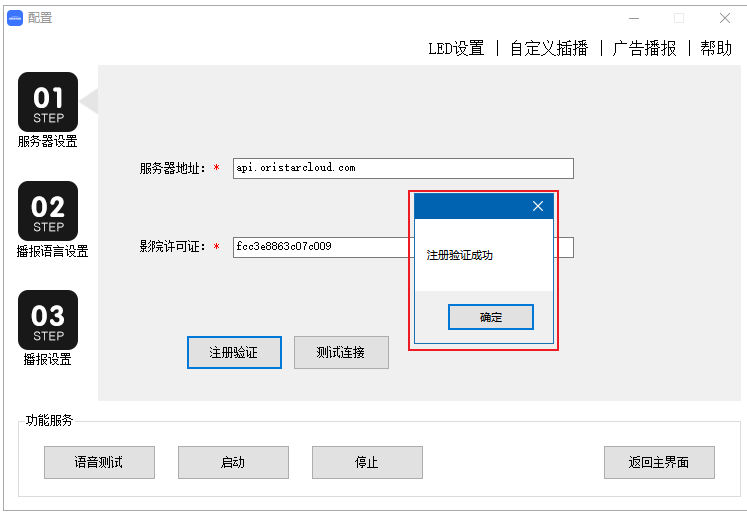 配置
LED设置 | 自定义插播 | 广告播报 | 帮助
01
STEP
服务器设置
服务器地址：* api.oristarcloud.com
02
STEP
播报语言设置
影院许可证：* fcc3e8863c07c009
注册验证成功
确定
03
STEP
播报设置
注册验证 测试连接
功能服务
语音测试 启动 停止 返回主界面